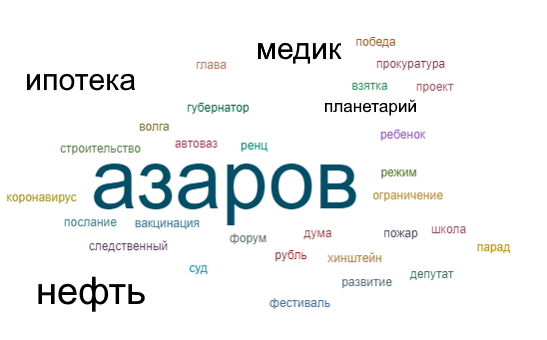 победа
медик
глава
прокуратура
ипотека
взятка
проект
губернатор
планетарий
волга
ребенок
автоваз
ренц
строительство
режим
азаров
коронавирус
ограничение
послание
вакцинация
школа
дума
пожар
форум
следственный
парад
рубль
хинштейн
суд
депутат
развитие
нефть
фестиваль